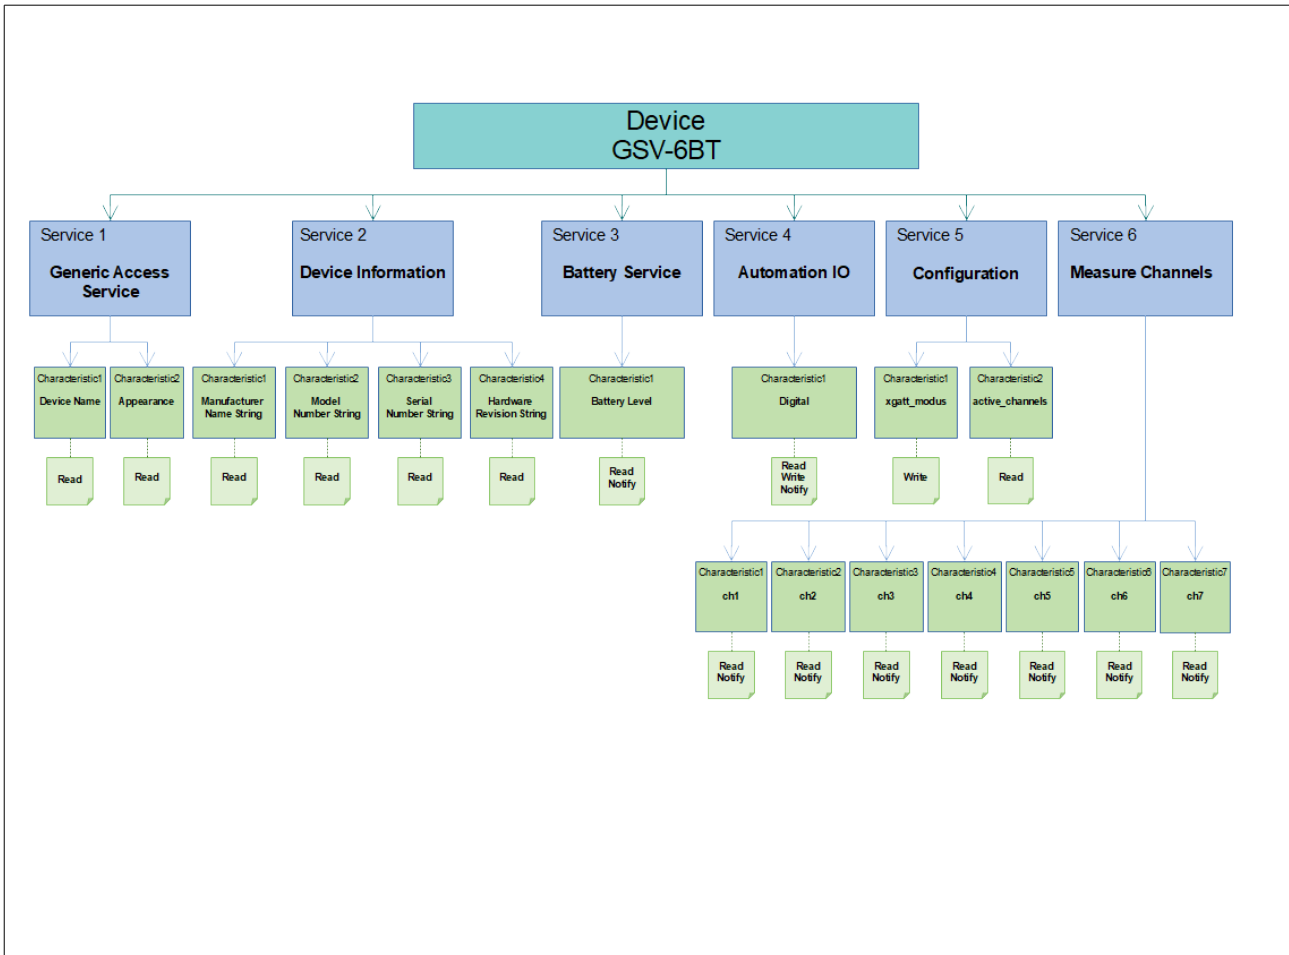 Device
GSV-6BT
Service 1
Generic Access
Service
Service 2
Device Information
Service 3
Battery Service
Service 4
Automation IO
Service 5
Configuration
Service 6
Measure Channels
Characteristic1
Device Name
Characteristic2
Appearance
Characteristic1
Manufacturer
Name String
Characteristic2
Model
Number String
Characteristic3
Serial
Number String
Characteristic4
Hardware
Revision String
Characteristic1
Battery Level
Characteristic1
Digital
Characteristic1
xgatt_modus
Characteristic2
active_channels
Read
Read
Read
Read
Read
Read
Read
Notify
Read
Write
Notify
Write
Read
Characteristic1
ch1
Characteristic2
ch2
Characteristic3
ch3
Characteristic4
ch4
Characteristic5
ch5
Characteristic6
ch6
Characteristic7
ch7
Read
Notify
Read
Notify
Read
Notify
Read
Notify
Read
Notify
Read
Notify
Read
Notify